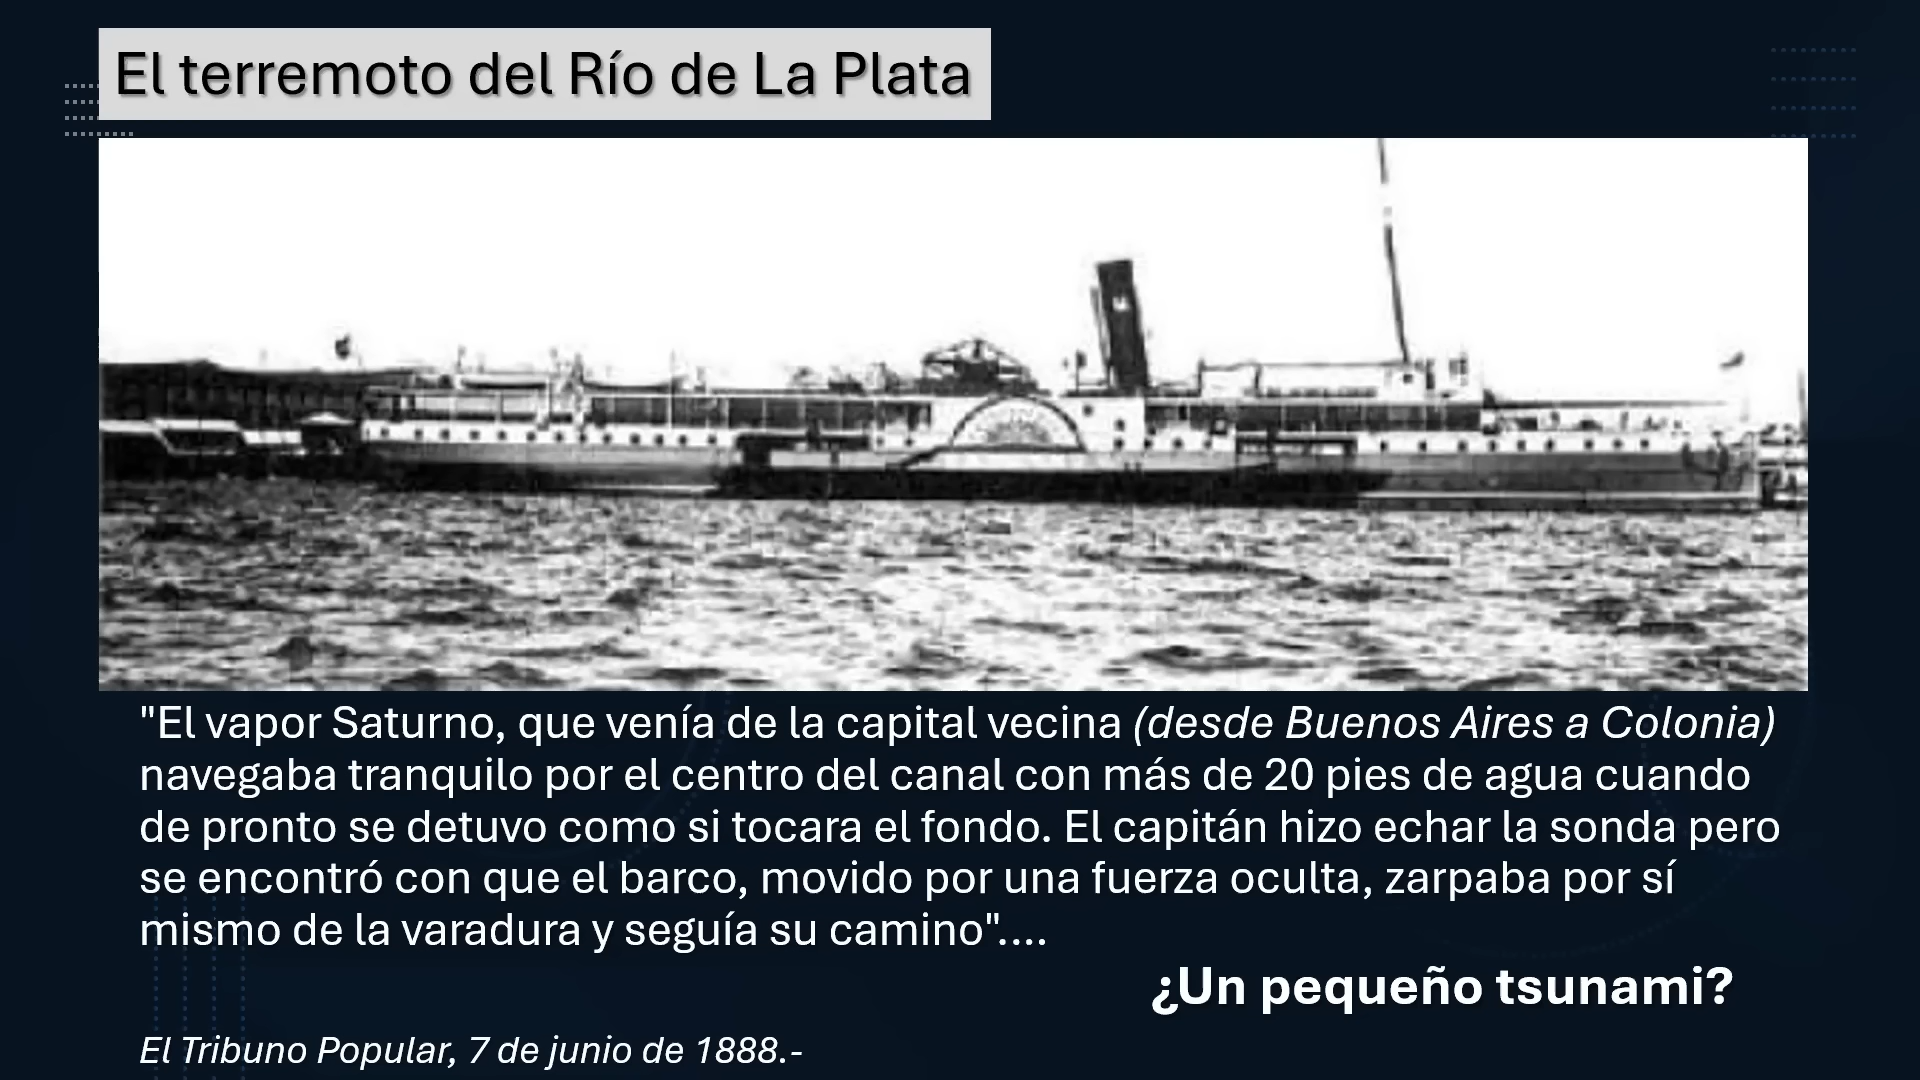 El terremoto del Río de La Plata
"El vapor Saturno, que venía de la capital vecina (desde Buenos Aires a Colonia)
navegaba tranquilo por el centro del canal con más de 20 pies de agua cuando
de pronto se detuvo como si tocara el fondo. El capitán hizo echar la sonda pero
se encontró con que el barco, movido por una fuerza oculta, zarpaba por sí
mismo de la varadura y seguía su camino"....
¿Un pequeño tsunami?
El Tribuno Popular, 7 de junio de 1888.-